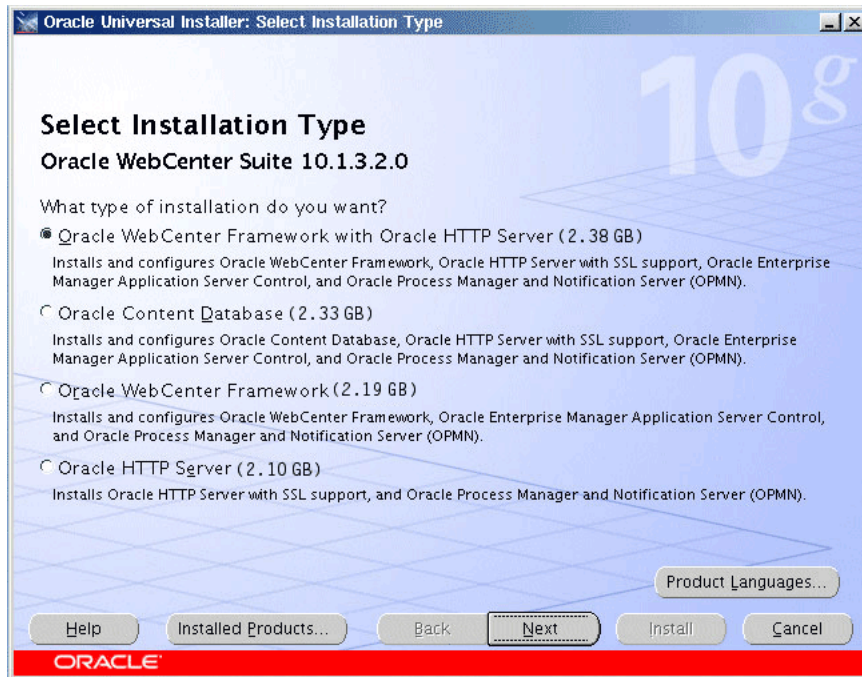 Oracle Universal Installer: Select Installation Type
10g
Select Installation Type
Oracle WebCenter Suite 10.1.3.2.0
What type of installation do you want?
Oracle WebCenter Framework with Oracle HTTP Server (2.38 GB)
Installs and configures Oracle WebCenter Framework, Oracle HTTP Server with SSL support, Oracle Enterprise
Manager Application Server Control, and Oracle Process Manager and Notification Server (OPMN).
Oracle Content Database (2.33 GB)
Installs and configures Oracle Content Database, Oracle HTTP Server with SSL support, Oracle Enterprise
Manager Application Server Control, and Oracle Process Manager and Notification Server (OPMN).
Oracle WebCenter Framework (2.19 GB)
Installs and configures Oracle WebCenter Framework, Oracle Enterprise Manager Application Server Control,
and Oracle Process Manager and Notification Server (OPMN).
Oracle HTTP Server (2.10 GB)
Installs Oracle HTTP Server with SSL support, and Oracle Process Manager and Notification Server (OPMN).
Product Languages...
Help Installed Products... Back Next Install Cancel
ORACLE